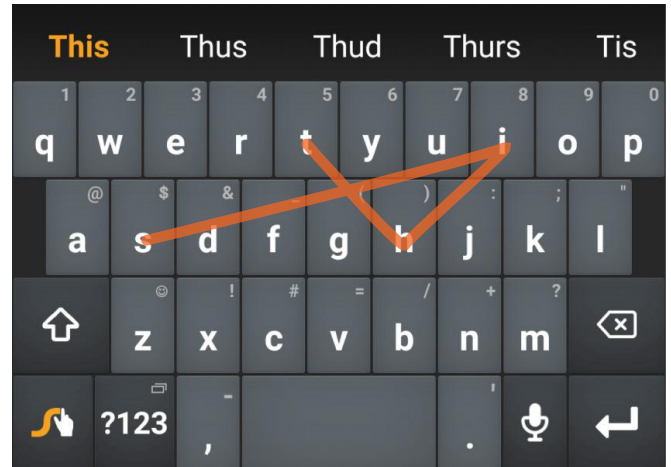 This Thus Thud Thurs Tis
1 2 3 4 5 6 7 8 9 0
q w e r t y u i o p
@ $ & _ ( ) : ; "
a s d f g h j k l
☺ ! # = / + ?
z x c v b n m
- '
?123 , .